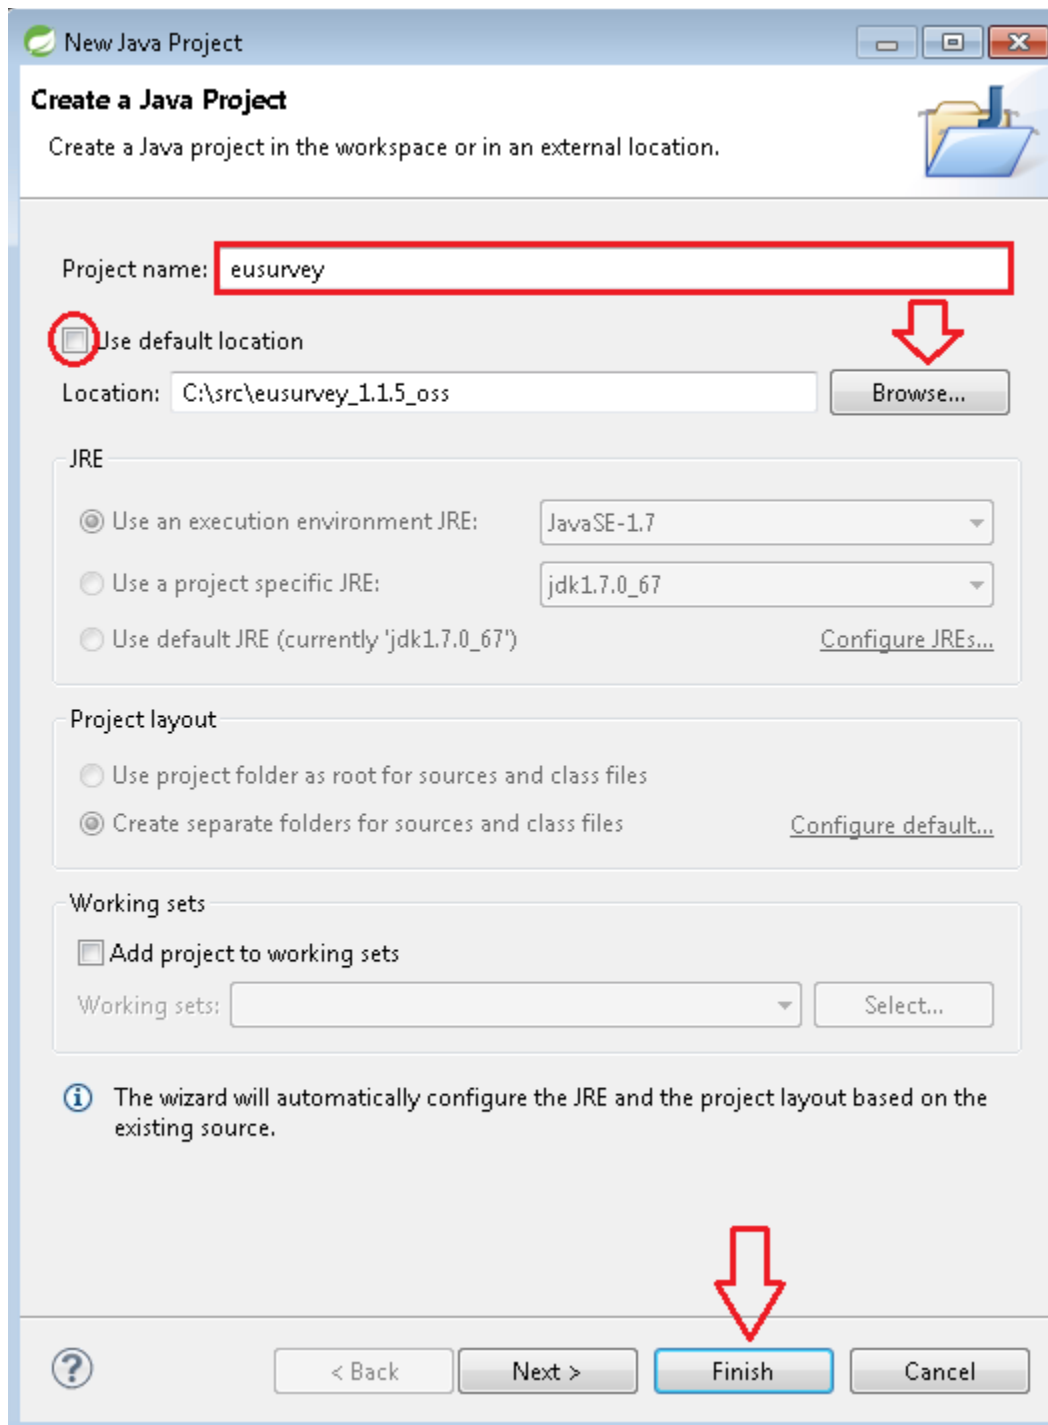 New Java Project
Create a Java Project
Create a Java project in the workspace or in an external location.
Project name: eusurvey
Use default location
Location: C:\src\eusurvey_1.1.5_oss Browse...
JRE
Use an execution environment JRE: JavaSE-1.7
Use a project specific JRE: jdk1.7.0_67
Use default JRE (currently 'jdk1.7.0_67') Configure JREs...
Project layout
Use project folder as root for sources and class files
Create separate folders for sources and class files Configure default...
Working sets
Add project to working sets
Working sets: Select...
The wizard will automatically configure the JRE and the project layout based on the
existing source.
< Back Next > Finish Cancel